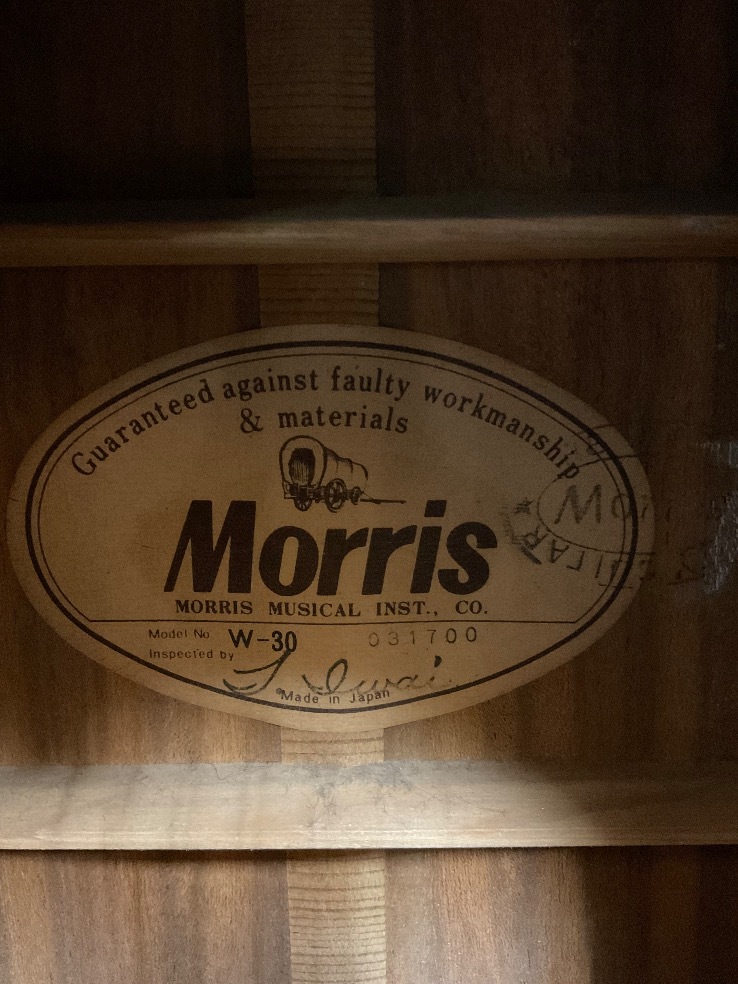 Guaranteed against faulty workmanship
& materials
Morris
MORRIS MUSICAL INST., CO.
Model No W-30 031700
Inspected by T. Iwai
Made in Japan